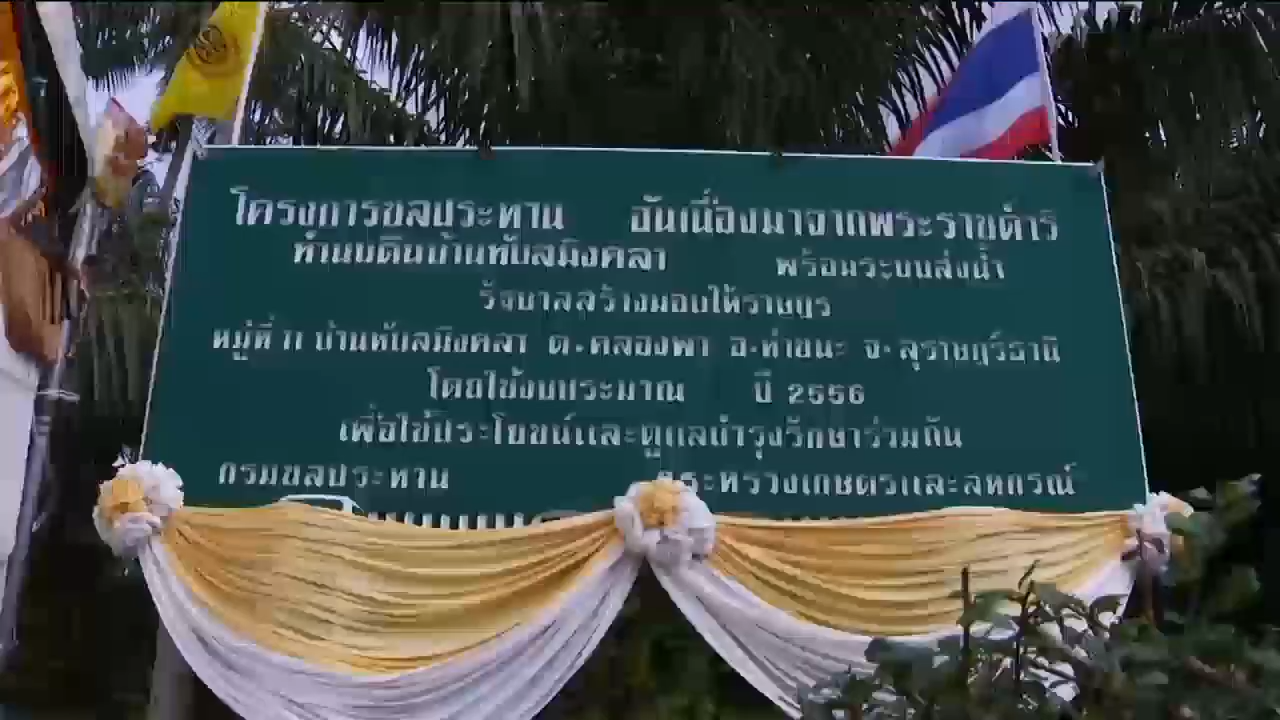 โครงการชลประทาน อันเนื่องมาจากพระราชดำริ
ทำนบดินบ้านทับสมิงคลา พร้อมระบบส่งน้ำ
รัฐบาลสร้างมอบให้ราษฎร
หมู่ที่ 11 บ้านทับสมิงคลา ต.คลองพา อ.ท่าชนะ จ.สุราษฎร์ธานี
โดยใช้งบประมาณ ปี 2556
เพื่อใช้ประโยชน์และดูแลบำรุงรักษาร่วมกัน
กรมชลประทาน กระทรวงเกษตรและสหกรณ์